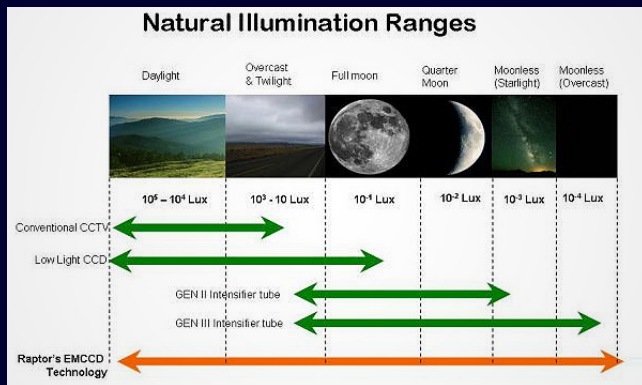 Natural Illumination Ranges
Daylight
Overcast
& Twilight
Full moon
Quarter
Moon
Moonless
(Starlight)
Moonless
(Overcast)
10⁵ – 10⁴ Lux
10³ - 10 Lux
10⁻¹ Lux
10⁻² Lux
10⁻³ Lux
10⁻⁴ Lux
Conventional CCTV
Low Light CCD
GEN II Intensifier tube
GEN III Intensifier tube
Raptor's EMCCD
Technology